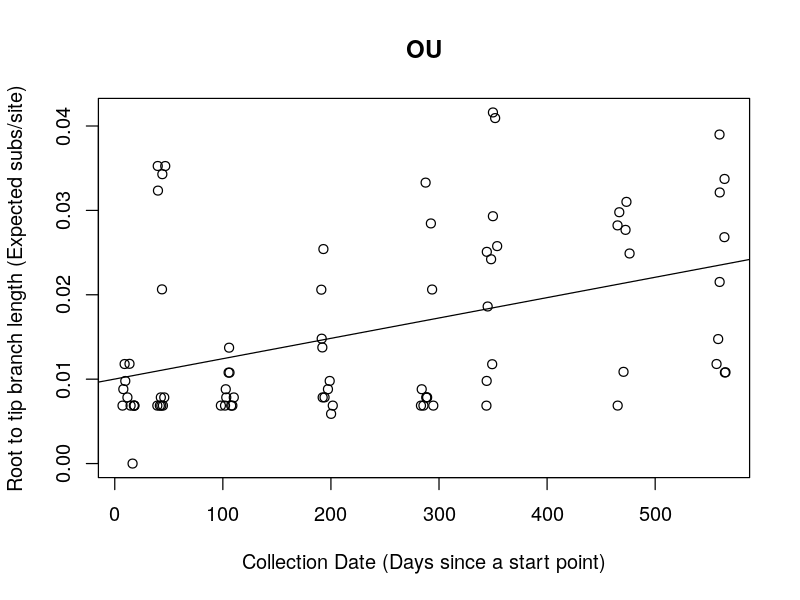 OU
Root to tip branch length (Expected subs/site)
0.04
0.03
0.02
0.01
0.00
0 100 200 300 400 500
Collection Date (Days since a start point)